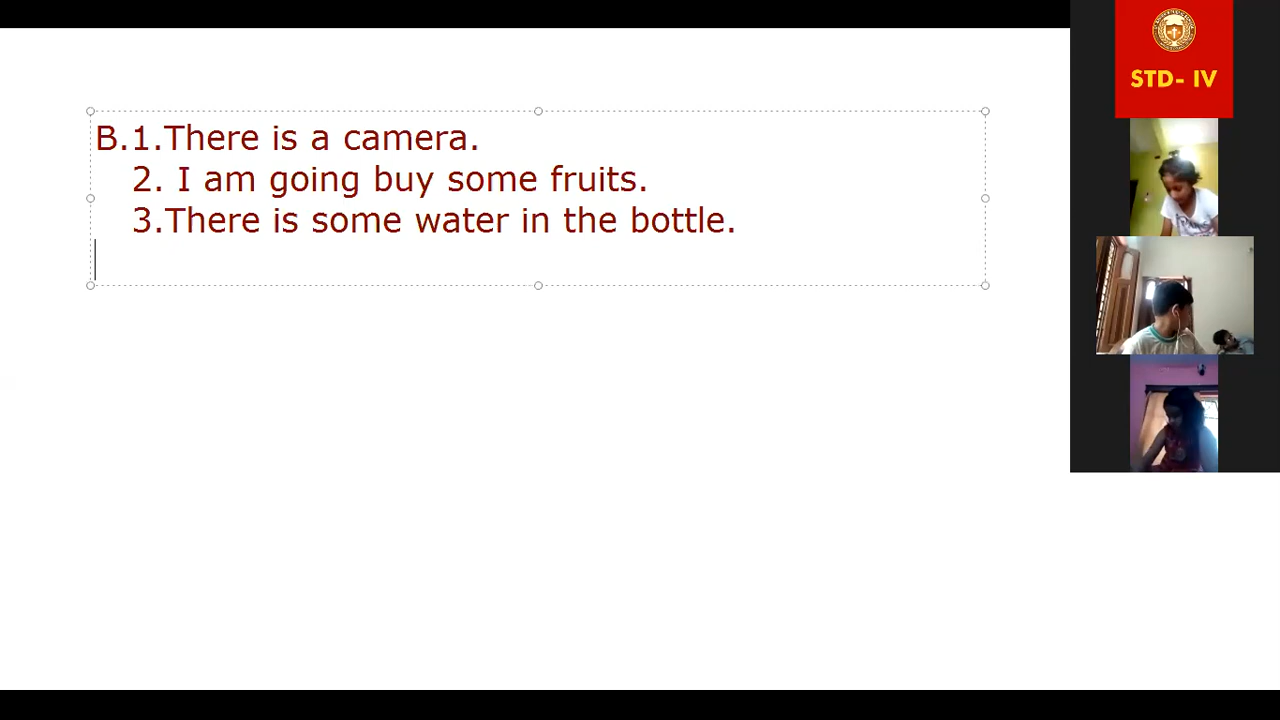 STD- IV
B.1.There is a camera.
2. I am going buy some fruits.
3.There is some water in the bottle.